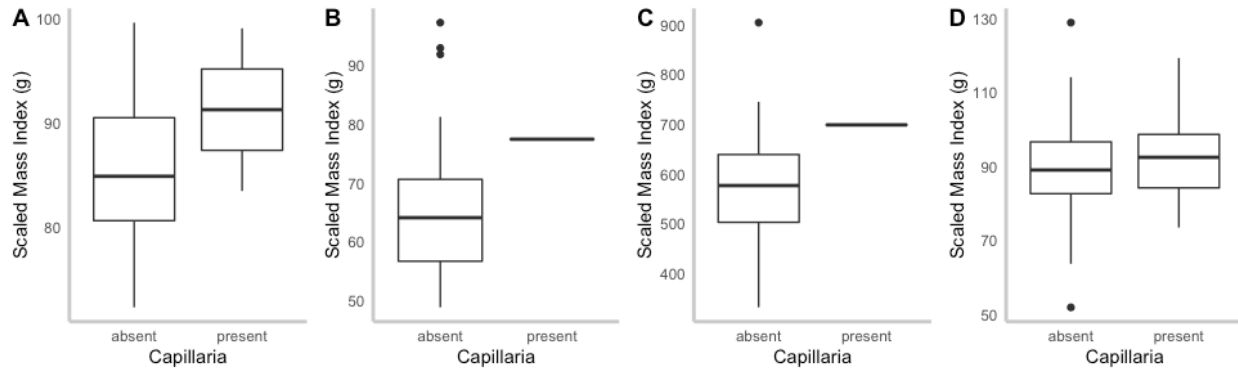 A
Scaled Mass Index (g)
100
90
80
absent present
Capillaria
B
Scaled Mass Index (g)
90
80
70
60
50
absent present
Capillaria
C
Scaled Mass Index (g)
900
800
700
600
500
400
absent present
Capillaria
D
Scaled Mass Index (g)
130
110
90
70
50
absent present
Capillaria